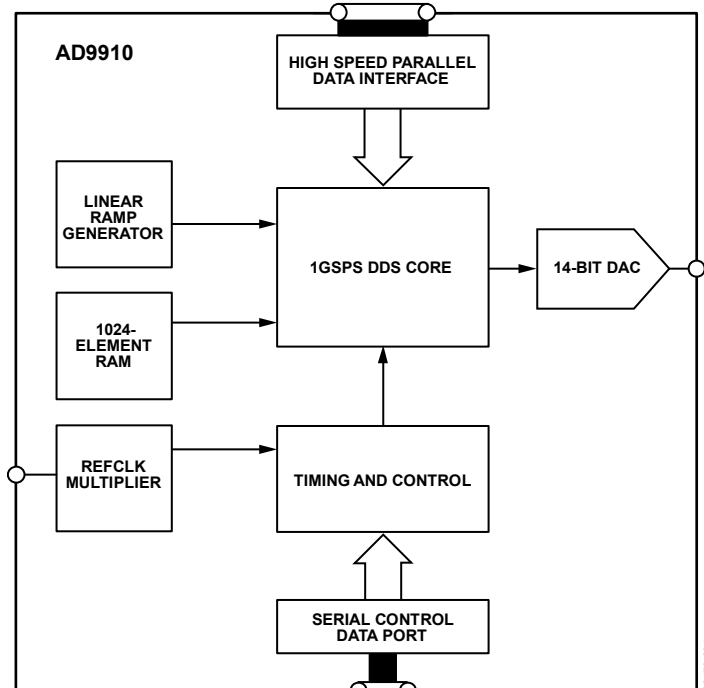 AD9910
HIGH SPEED PARALLEL
DATA INTERFACE
LINEAR
RAMP
GENERATOR
1GSPS DDS CORE
14-BIT DAC
1024-
ELEMENT
RAM
REFCLK
MULTIPLIER
TIMING AND CONTROL
SERIAL CONTROL
DATA PORT